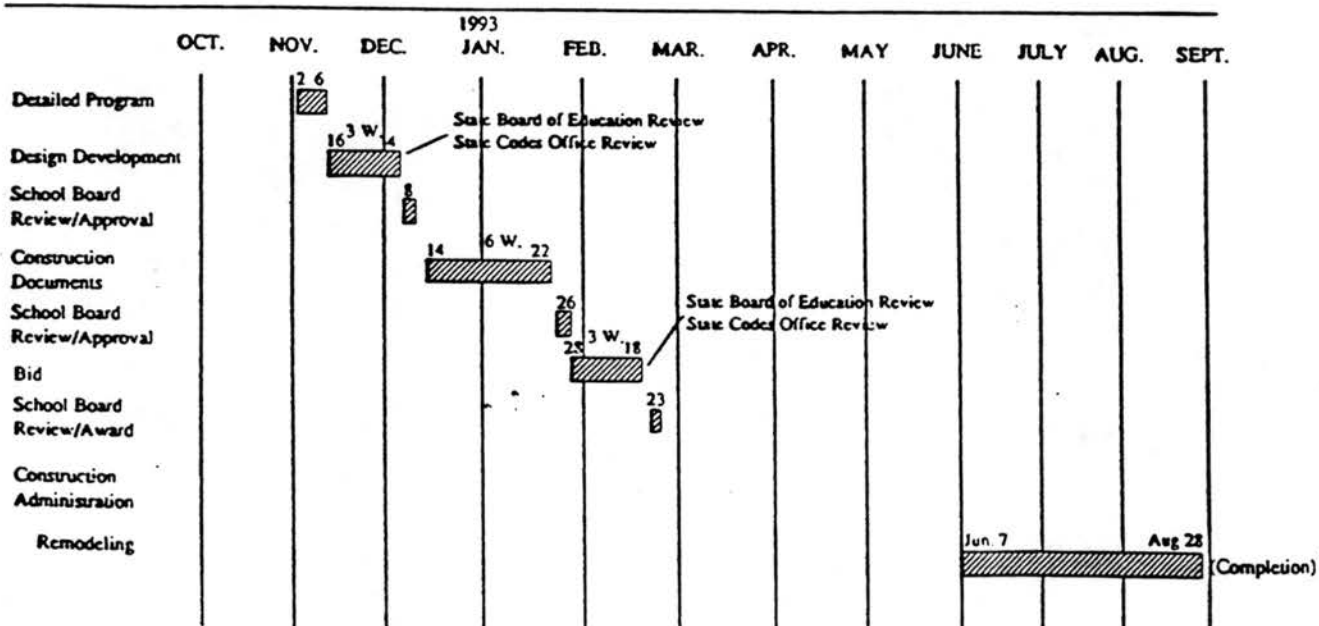 1993
OCT. NOV. DEC. JAN. FEB. MAR. APR. MAY JUNE JULY AUG. SEPT.
Detailed Program 2 6
State Board of Education Review
State Codes Office Review
Design Development 16 3 W. 4
School Board
Review/Approval 8
Construction
Documents 14 6 W. 22
School Board
Review/Approval 26
State Board of Education Review
State Codes Office Review
Bid 28 3 W. 18
School Board
Review/Award 23
Construction
Administration
Remodeling Jun. 7 Aug 28
(Completion)